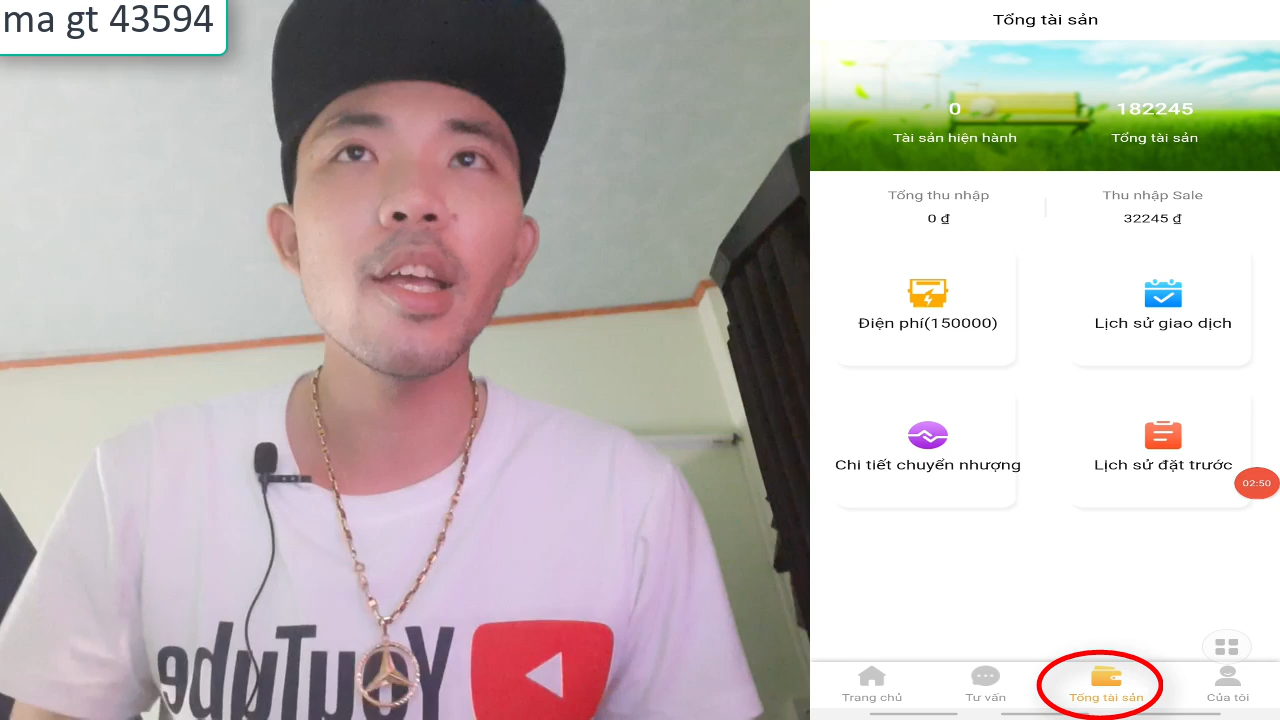 ma gt 43594
YouTube
Tổng tài sản
0
182245
Tài sản hiện hành
Tổng tài sản
Tổng thu nhập
Thu nhập Sale
0 ₫
32245 ₫
Điện phí(150000)
Lịch sử giao dịch
Chi tiết chuyển nhượng
Lịch sử đặt trước
02:50
Trang chủ
Tư vấn
Tổng tài sản
Của tôi